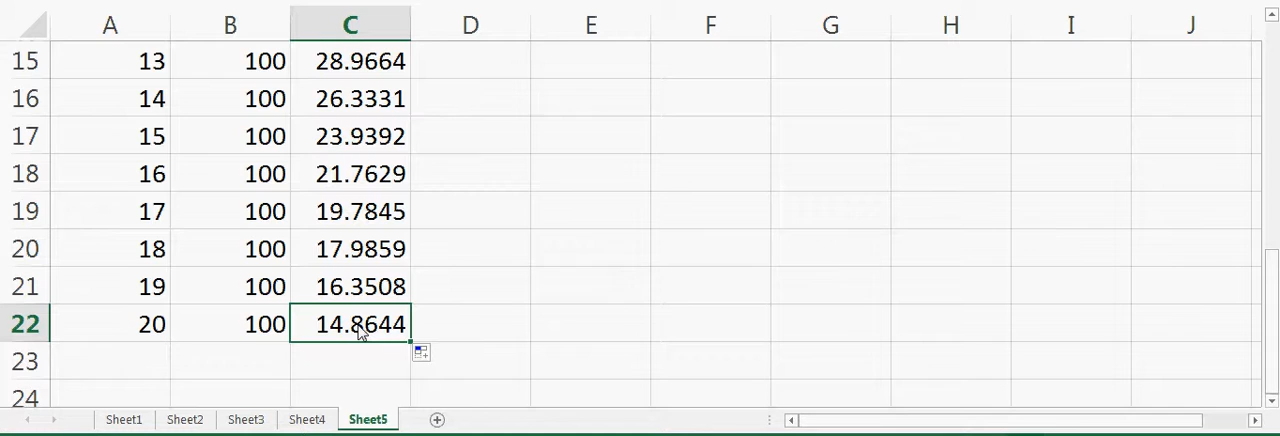 A B C D E F G H I J
15 13 100 28.9664
16 14 100 26.3331
17 15 100 23.9392
18 16 100 21.7629
19 17 100 19.7845
20 18 100 17.9859
21 19 100 16.3508
22 20 100 14.8644
23
24
Sheet1 Sheet2 Sheet3 Sheet4 Sheet5